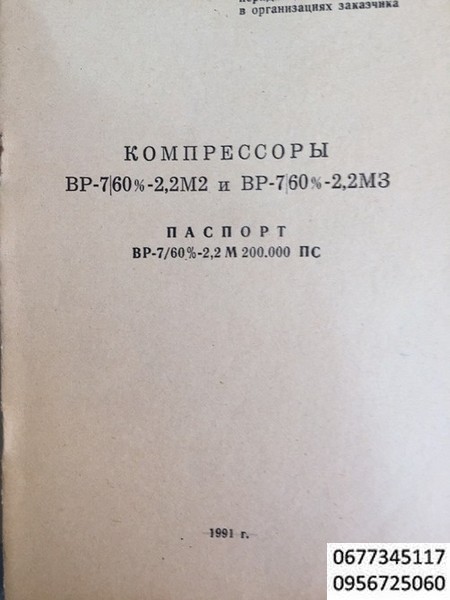 в организациях заказчика
КОМПРЕССОРЫ
ВР-7/60%-2,2М2 и ВР-7/60%-2,2М3
ПАСПОРТ
ВР-7/60%-2,2 М 200.000 ПС
1991 г.
0677345117
0956725060